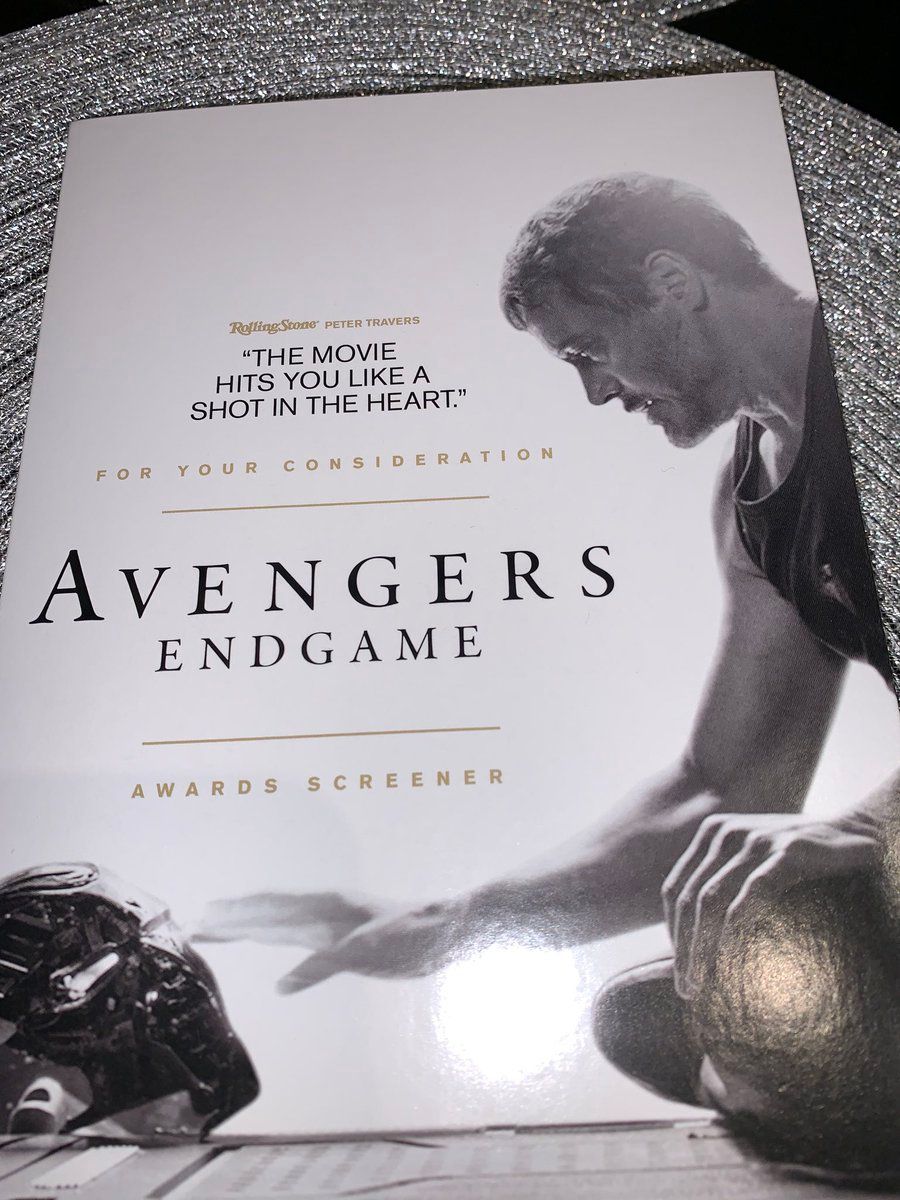 RollingStone PETER TRAVERS
“THE MOVIE
HITS YOU LIKE A
SHOT IN THE HEART.”
FOR YOUR CONSIDERATION
AVENGERS
ENDGAME
AWARDS SCREENER